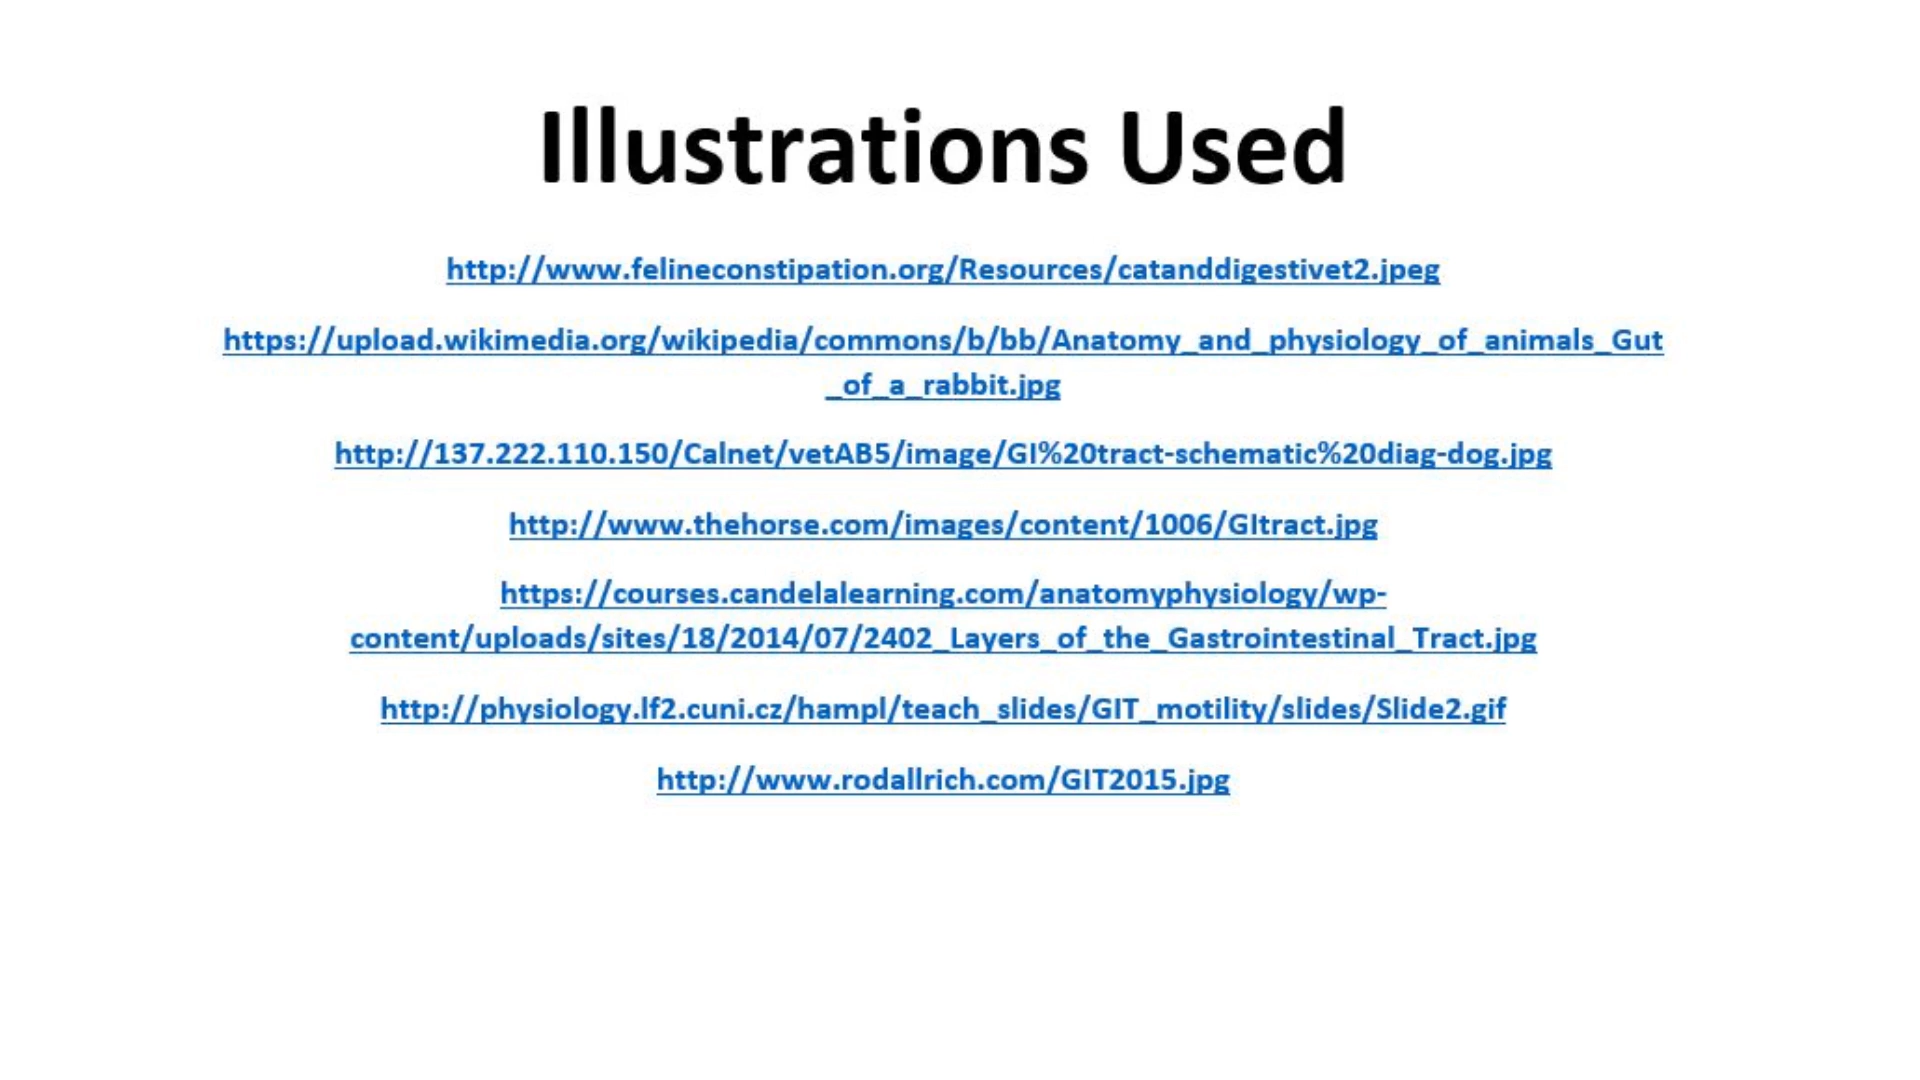 Illustrations Used
http://www.felineconstipation.org/Resources/catanddigestivet2.jpeg
https://upload.wikimedia.org/wikipedia/commons/b/bb/Anatomy_and_physiology_of_animals_Gut
_of_a_rabbit.jpg
http://137.222.110.150/Calnet/vetAB5/image/GI%20tract-schematic%20diag-dog.jpg
http://www.thehorse.com/images/content/1006/GItract.jpg
https://courses.candelalearning.com/anatomyphysiology/wp-
content/uploads/sites/18/2014/07/2402_Layers_of_the_Gastrointestinal_Tract.jpg
http://physiology.lf2.cuni.cz/hampl/teach_slides/GIT_motility/slides/Slide2.gif
http://www.rodallrich.com/GIT2015.jpg